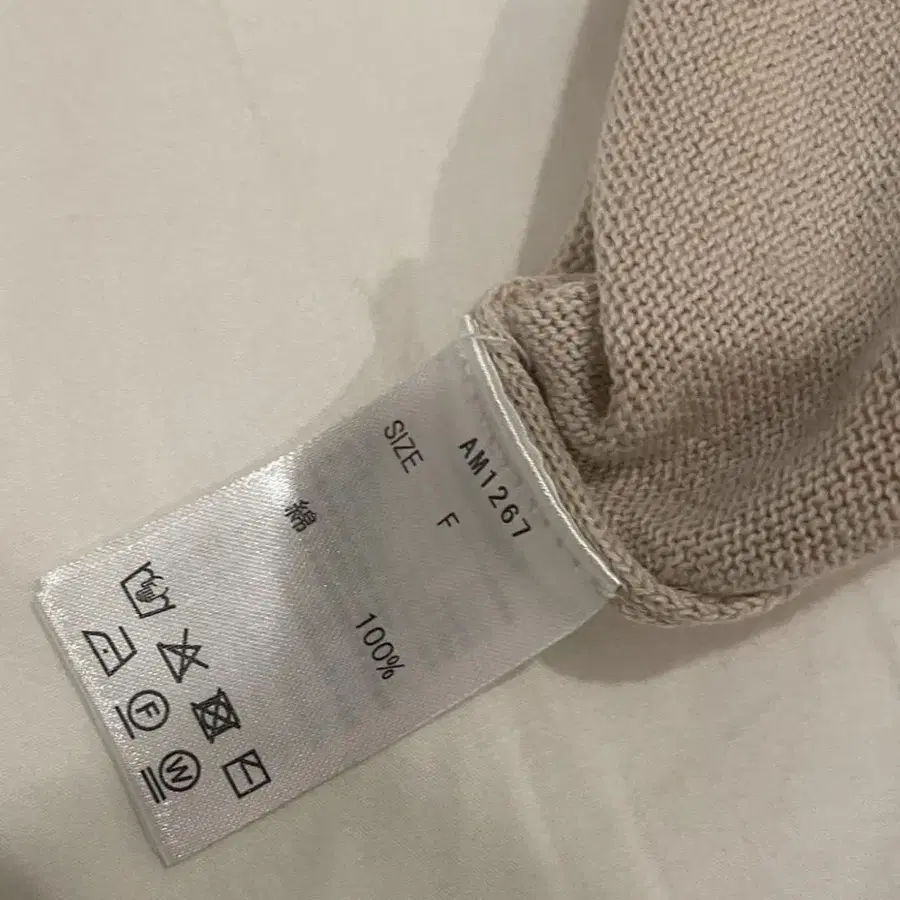 AM1267
SIZE F
綿 100%
F
W